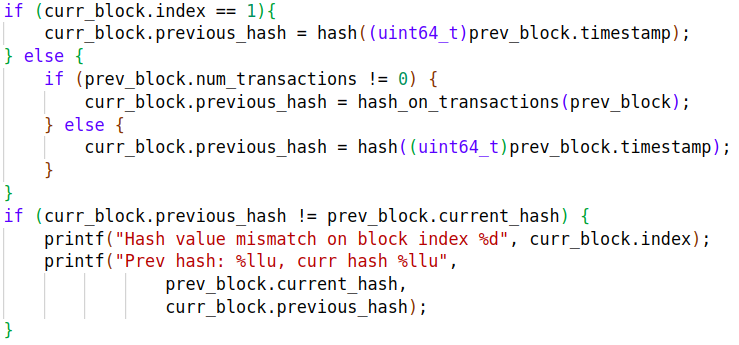 if (curr_block.index == 1){
    curr_block.previous_hash = hash((uint64_t)prev_block.timestamp);
} else {
    if (prev_block.num_transactions != 0) {
        curr_block.previous_hash = hash_on_transactions(prev_block);
    } else {
        curr_block.previous_hash = hash((uint64_t)prev_block.timestamp);
    }
}
if (curr_block.previous_hash != prev_block.current_hash) {
    printf("Hash value mismatch on block index %d", curr_block.index);
    printf("Prev hash: %llu, curr hash %llu",
                prev_block.current_hash,
                curr_block.previous_hash);
}